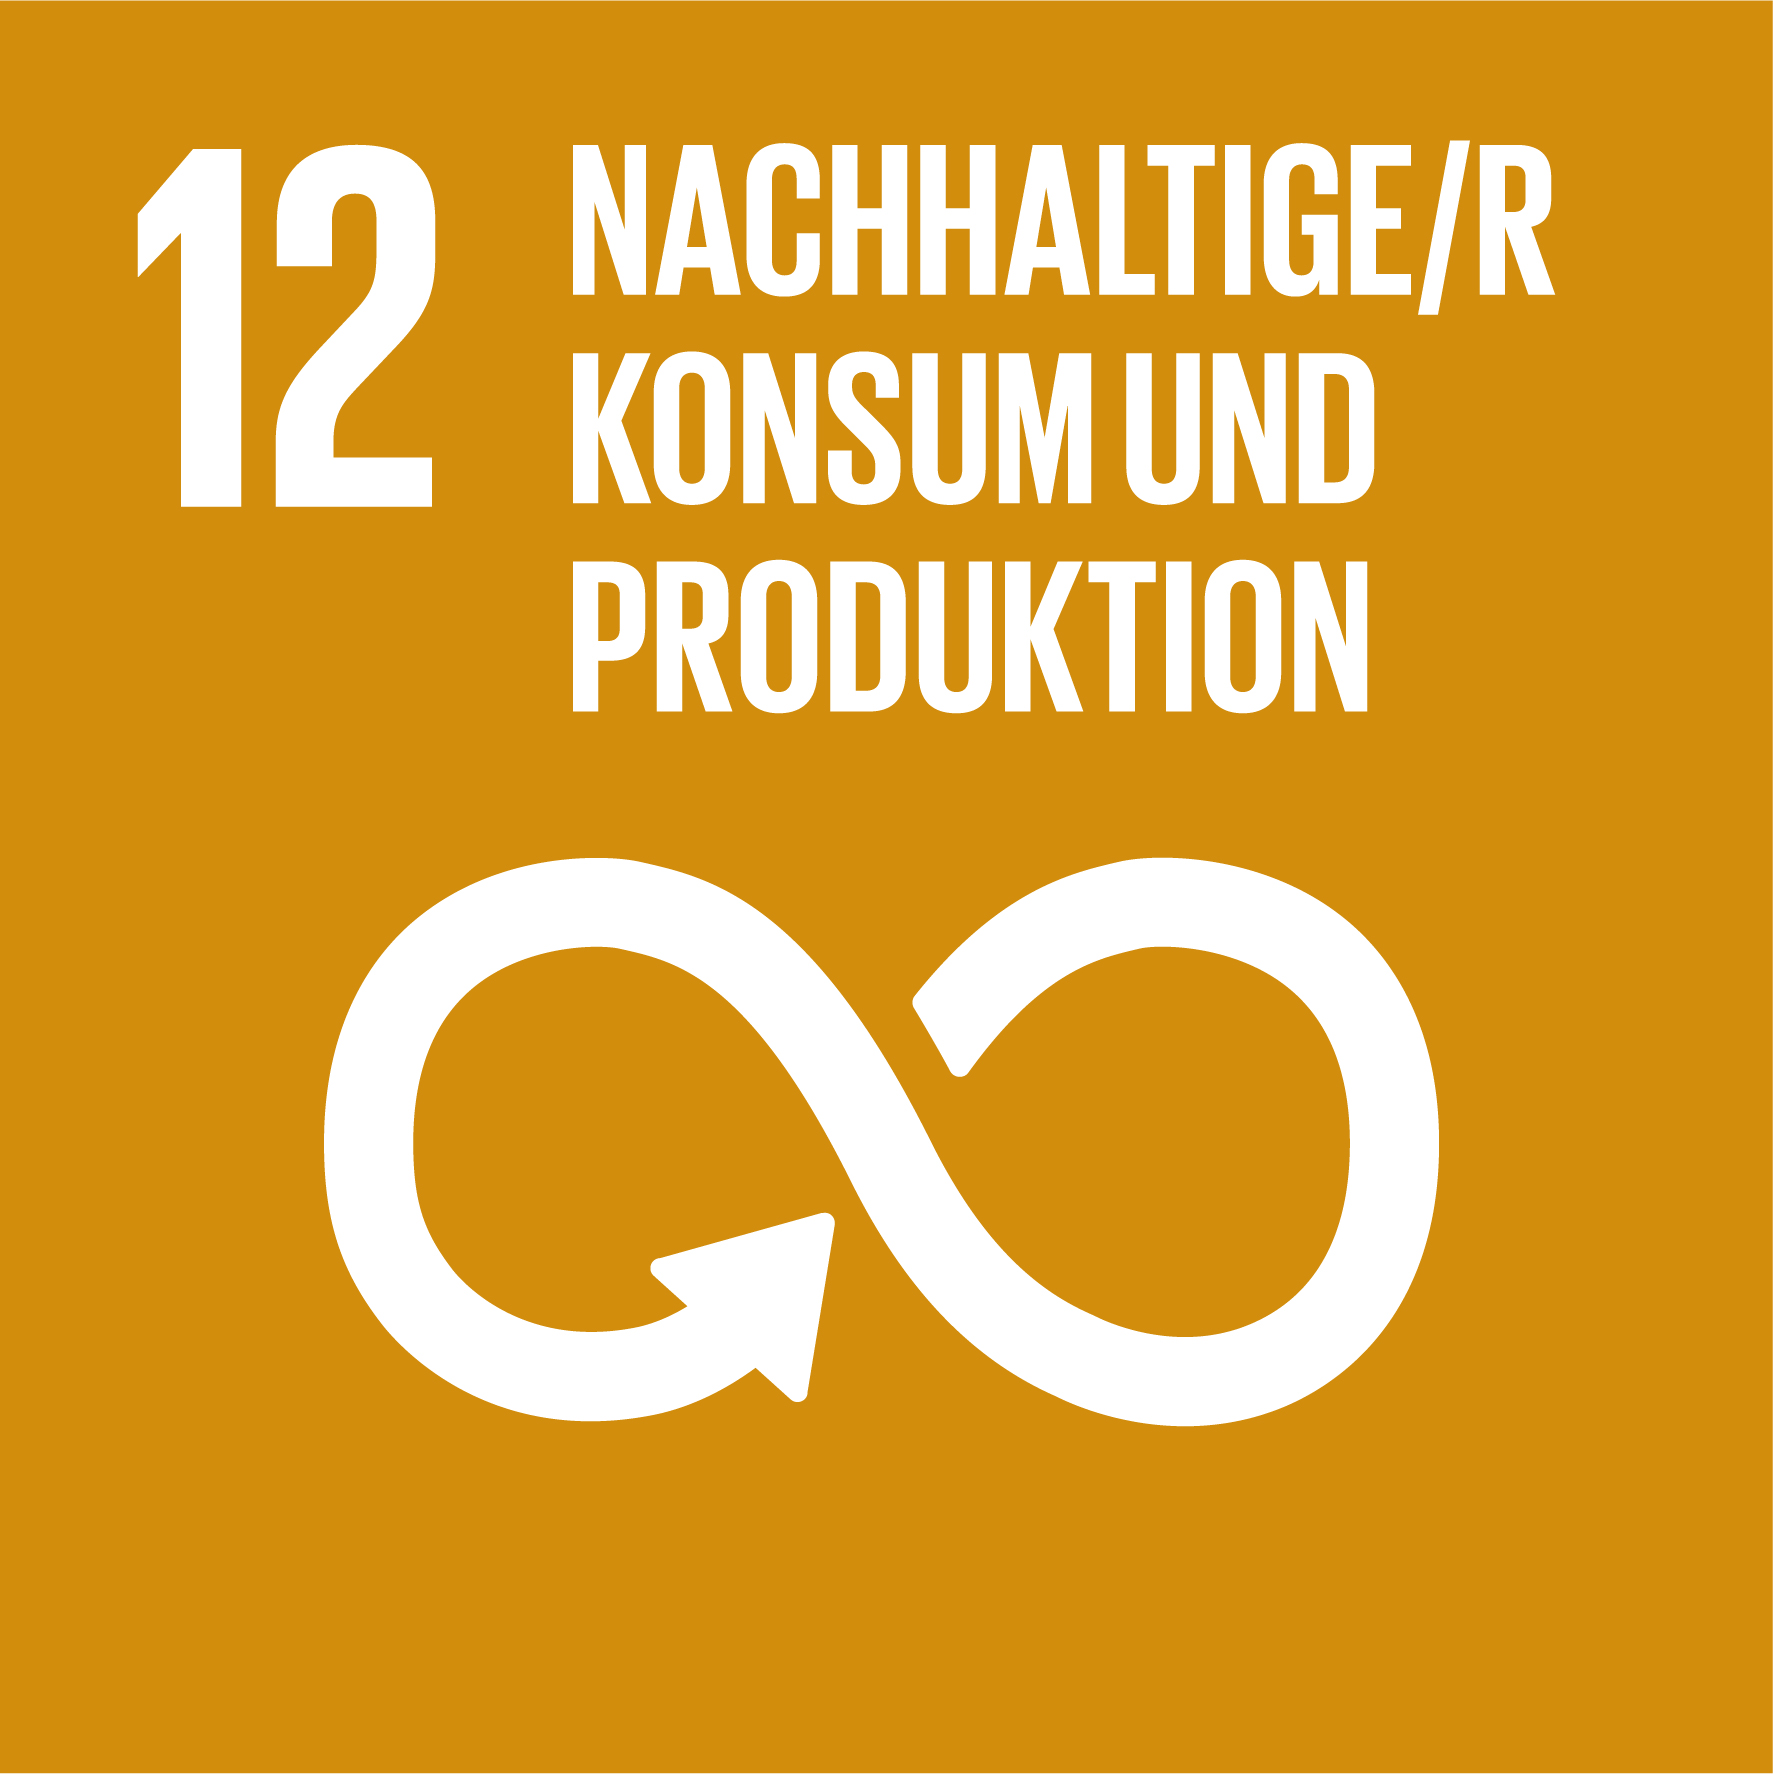 12
NACHHALTIGE/R
KONSUM UND
PRODUKTION